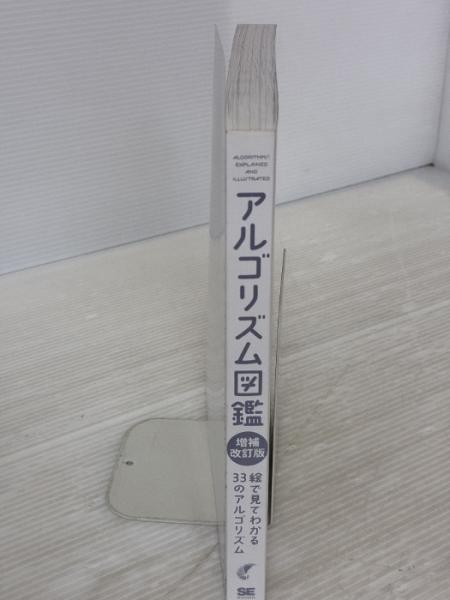 ALGORITHMS
EXPLAINED
AND
ILLUSTRATED
アルゴリズム図鑑
増補
改訂版
絵で見てわかる
33のアルゴリズム
SE